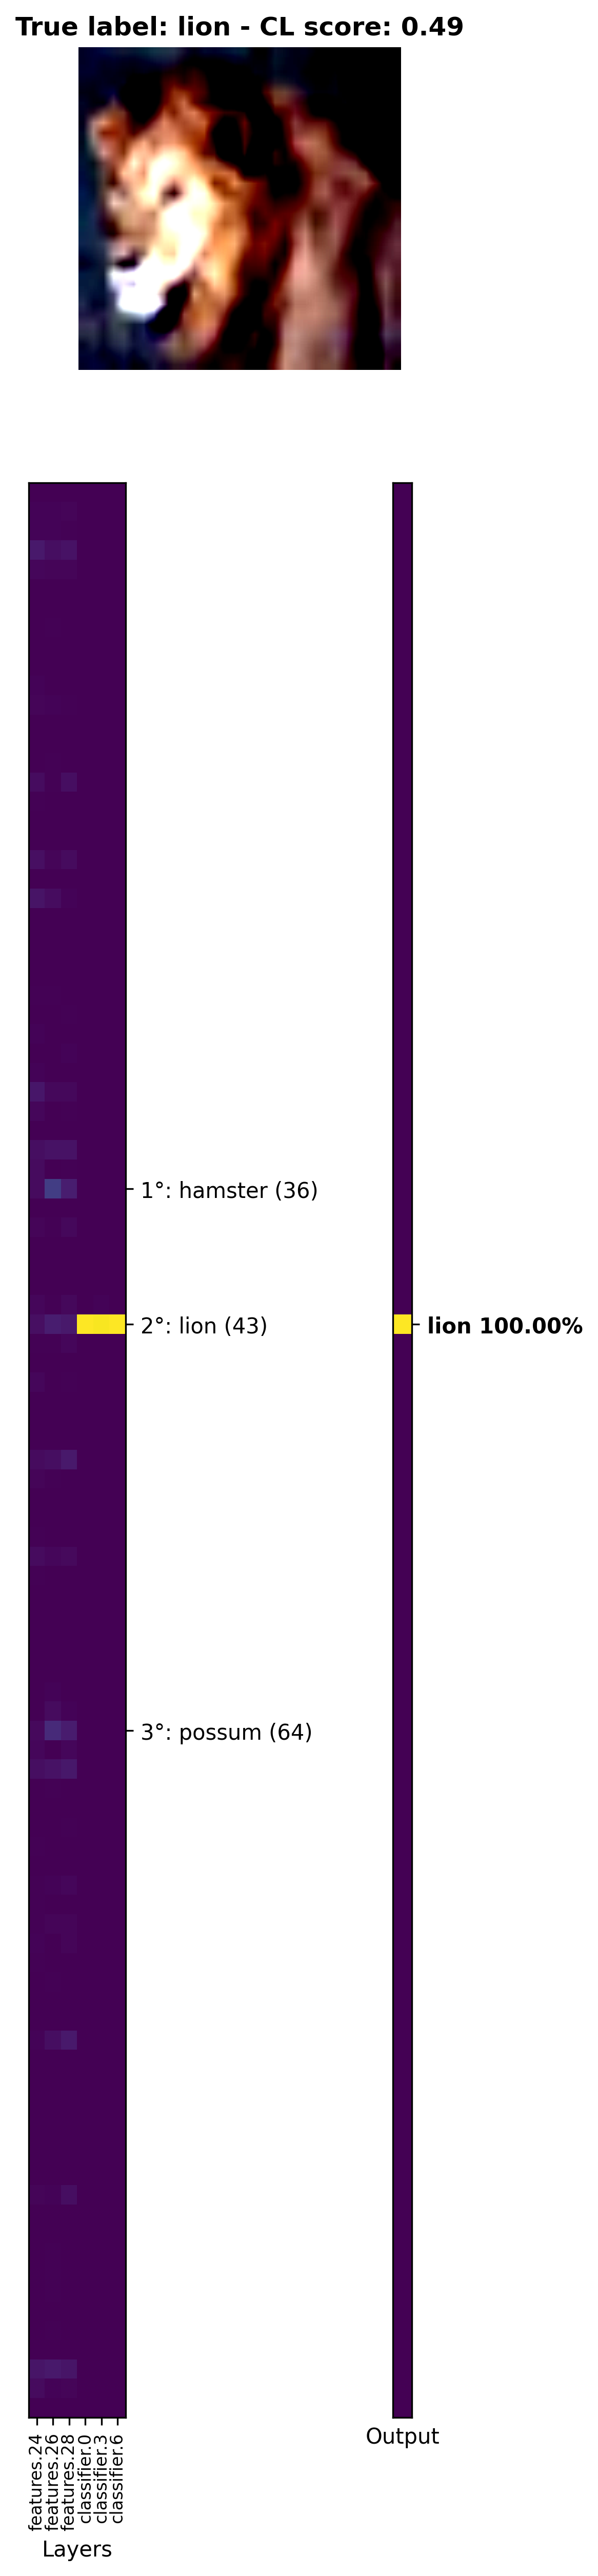 True label: lion - CL score: 0.49
1°: hamster (36)
2°: lion (43)
lion 100.00%
3°: possum (64)
features.24
features.26
features.28
classifier.0
classifier.3
classifier.6
Layers
Output